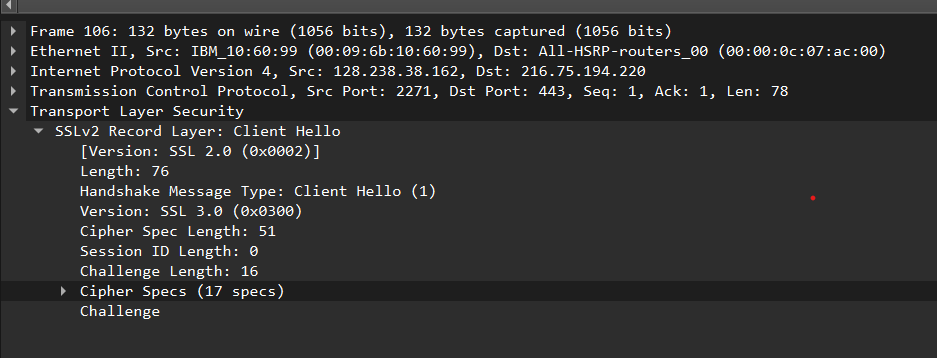 Frame 106: 132 bytes on wire (1056 bits), 132 bytes captured (1056 bits)
Ethernet II, Src: IBM_10:60:99 (00:09:6b:10:60:99), Dst: All-HSRP-routers_00 (00:00:0c:07:ac:00)
Internet Protocol Version 4, Src: 128.238.38.162, Dst: 216.75.194.220
Transmission Control Protocol, Src Port: 2271, Dst Port: 443, Seq: 1, Ack: 1, Len: 78
Transport Layer Security
SSLv2 Record Layer: Client Hello
[Version: SSL 2.0 (0x0002)]
Length: 76
Handshake Message Type: Client Hello (1)
Version: SSL 3.0 (0x0300)
Cipher Spec Length: 51
Session ID Length: 0
Challenge Length: 16
Cipher Specs (17 specs)
Challenge